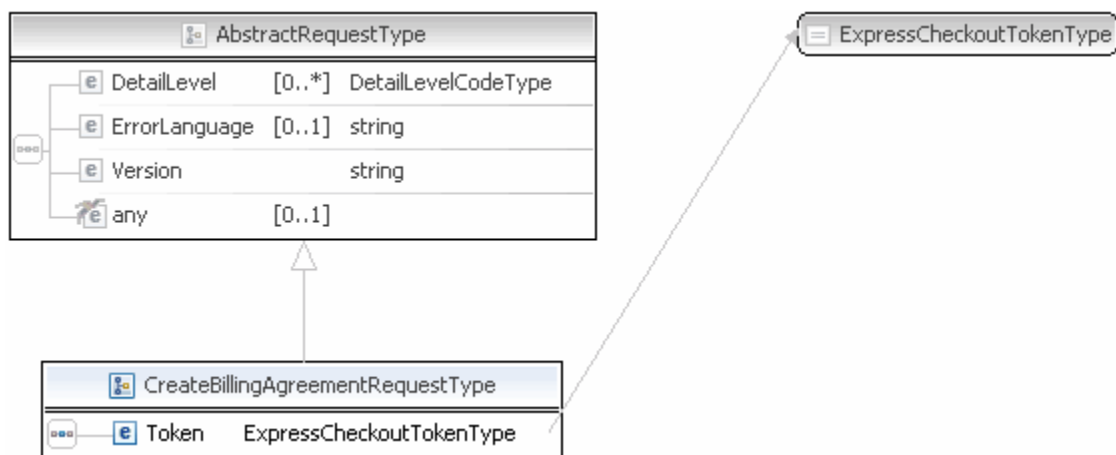 AbstractRequestType
ExpressCheckoutTokenType
e DetailLevel [0..*] DetailLevelCodeType
e ErrorLanguage [0..1] string
e Version string
e any [0..1]
CreateBillingAgreementRequestType
e Token ExpressCheckoutTokenType